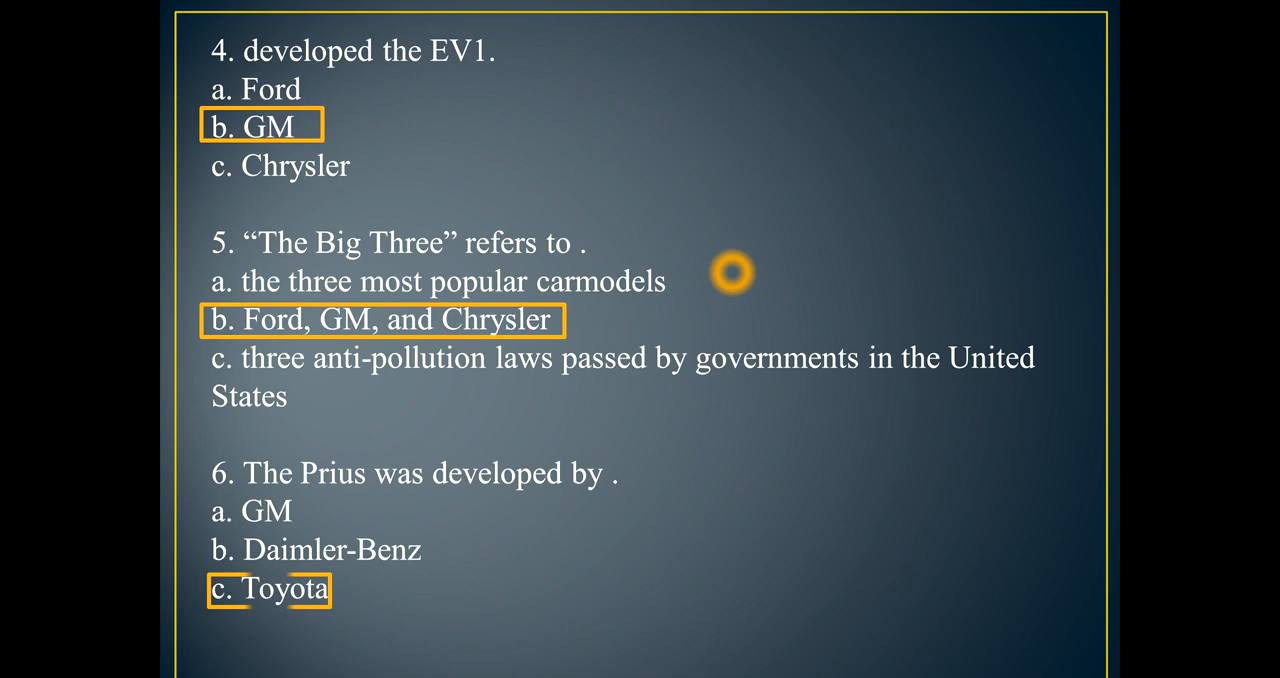 4. developed the EV1.
a. Ford
b. GM
c. Chrysler
5. “The Big Three” refers to .
a. the three most popular carmodels
b. Ford, GM, and Chrysler
c. three anti-pollution laws passed by governments in the United
States
6. The Prius was developed by .
a. GM
b. Daimler-Benz
c. Toyota